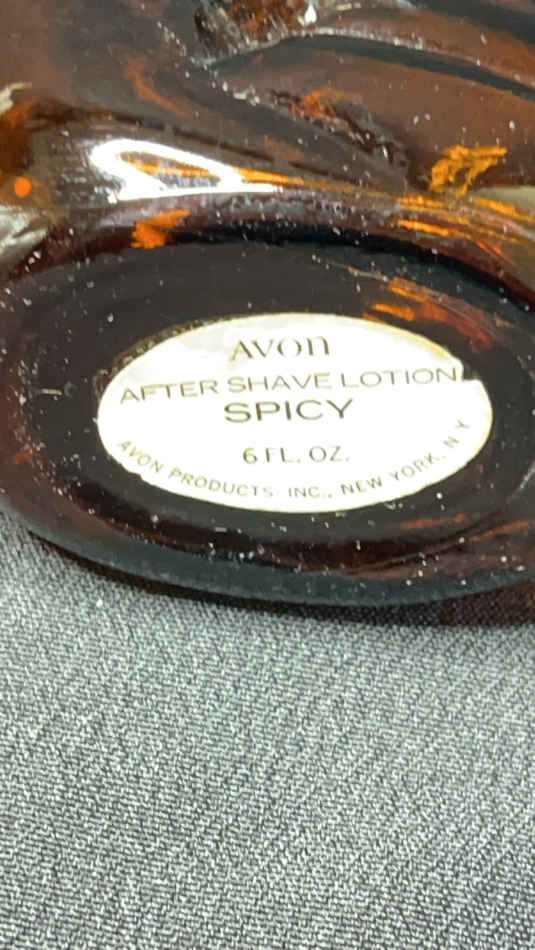 AVON
AFTER SHAVE LOTION
SPICY
6 FL. OZ.
AVON PRODUCTS INC., NEW YORK, N Y